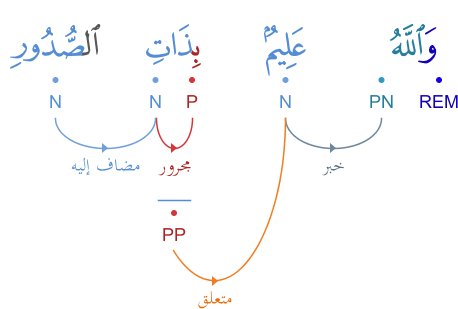 وَٱللَّهُ عَلِيمٌۢ بِذَاتِ ٱلصُّدُورِ
REM PN N P N N
خبر مجرور مضاف إليه
PP
متعلق